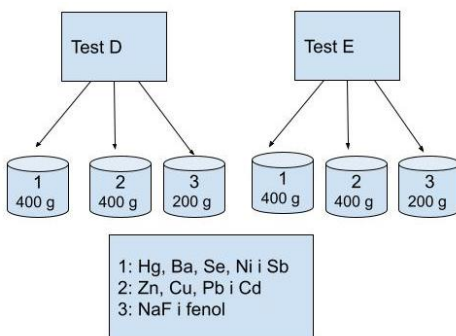 Test D
Test E
1
400 g
2
400 g
3
200 g
1
400 g
2
400 g
3
200 g
1: Hg, Ba, Se, Ni i Sb
2: Zn, Cu, Pb i Cd
3: NaF i fenol